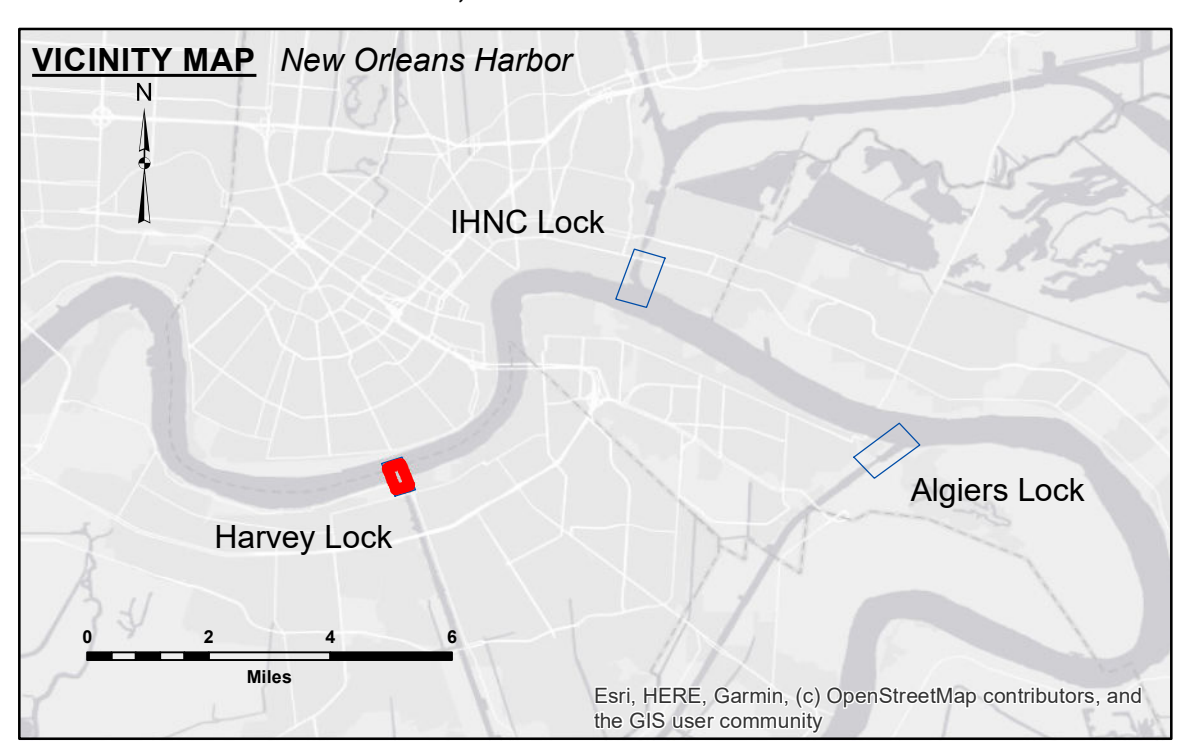 VICINITY MAP New Orleans Harbor
N
IHNC Lock
Algiers Lock
Harvey Lock
0 2 4 6
Miles
Esri, HERE, Garmin, (c) OpenStreetMap contributors, and
the GIS user community